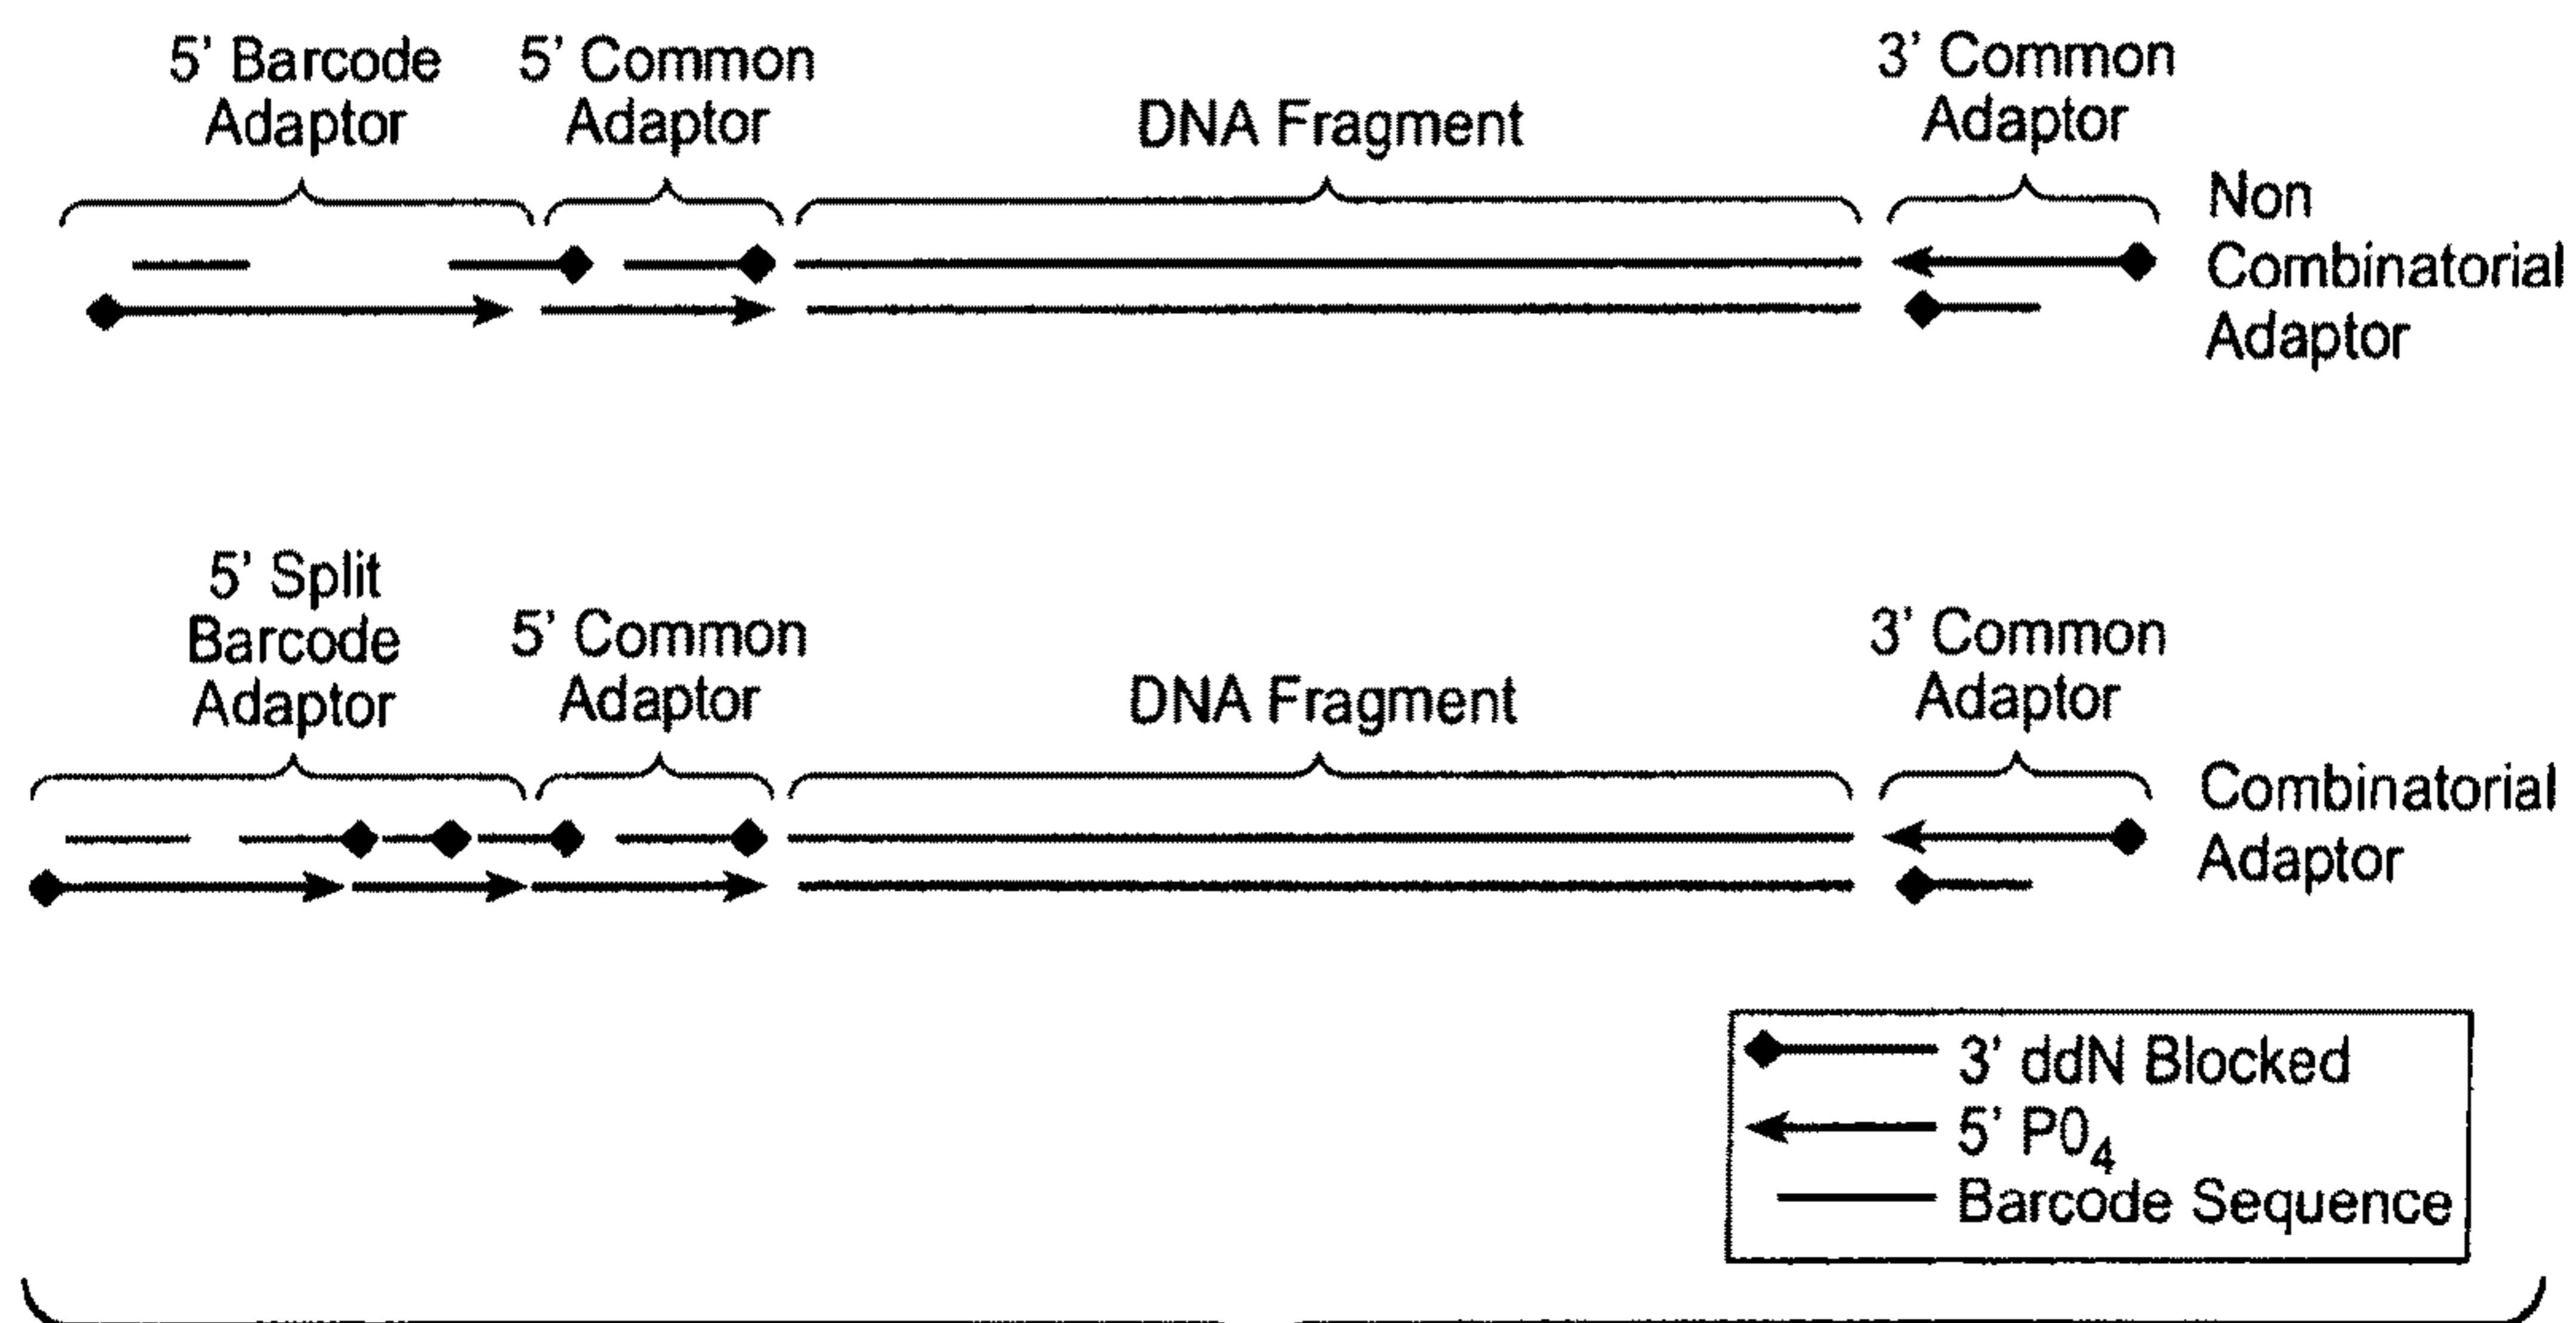 5' Barcode
Adaptor
5' Common
Adaptor
DNA Fragment
3' Common
Adaptor
Non
Combinatorial
Adaptor
5' Split
Barcode
Adaptor
5' Common
Adaptor
DNA Fragment
3' Common
Adaptor
Combinatorial
Adaptor
3' ddN Blocked
5' P0₄
Barcode Sequence